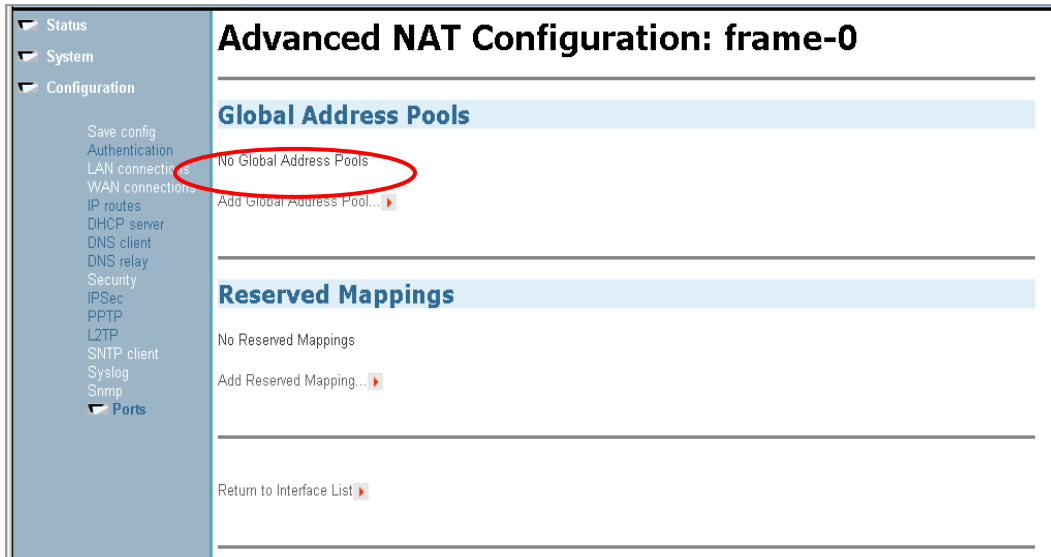 Status
System
Configuration
Save config
Authentication
LAN connections
WAN connections
IP routes
DHCP server
DNS client
DNS relay
Security
IPSec
PPTP
L2TP
SNTP client
Syslog
Snmp
Ports
Advanced NAT Configuration: frame-0
Global Address Pools
No Global Address Pools
Add Global Address Pool...
Reserved Mappings
No Reserved Mappings
Add Reserved Mapping...
Return to Interface List